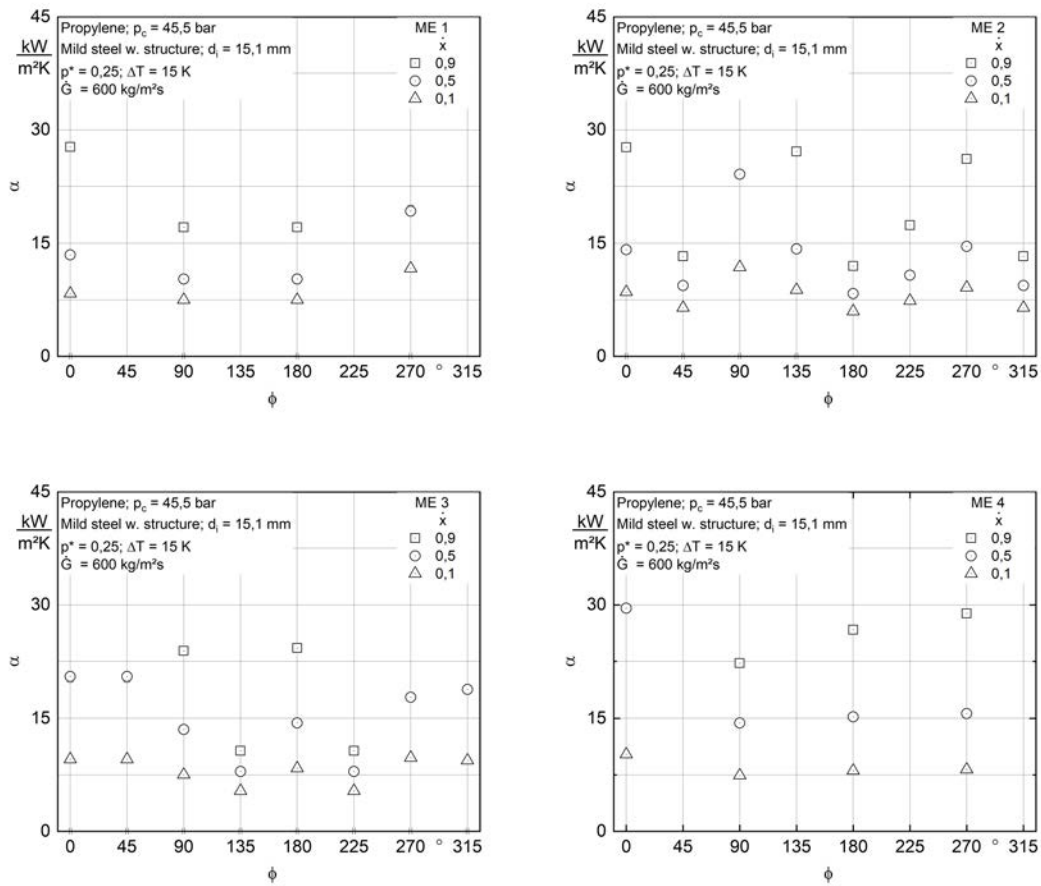 45
Propylene; p_c = 45,5 bar
ME 1
kW
m²K
Mild steel w. structure; d_i = 15,1 mm
ẋ
p* = 0,25; ΔT = 15 K
0,9
Ġ = 600 kg/m²s
0,5
0,1
30
α
15
0
0 45 90 135 180 225 270 ° 315
ϕ
45
Propylene; p_c = 45,5 bar
ME 2
kW
m²K
Mild steel w. structure; d_i = 15,1 mm
ẋ
p* = 0,25; ΔT = 15 K
0,9
Ġ = 600 kg/m²s
0,5
0,1
30
α
15
0
0 45 90 135 180 225 270 ° 315
ϕ
45
Propylene; p_c = 45,5 bar
ME 3
kW
m²K
Mild steel w. structure; d_i = 15,1 mm
ẋ
p* = 0,25; ΔT = 15 K
0,9
Ġ = 600 kg/m²s
0,5
0,1
30
α
15
0
0 45 90 135 180 225 270 ° 315
ϕ
45
Propylene; p_c = 45,5 bar
ME 4
kW
m²K
Mild steel w. structure; d_i = 15,1 mm
ẋ
p* = 0,25; ΔT = 15 K
0,9
Ġ = 600 kg/m²s
0,5
0,1
30
α
15
0
0 45 90 135 180 225 270 ° 315
ϕ